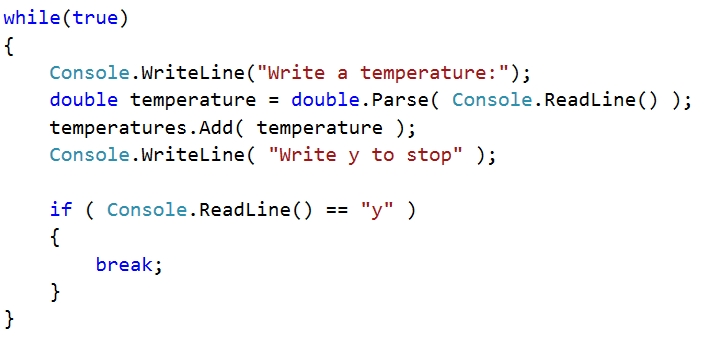 while(true)
{
    Console.WriteLine("Write a temperature:");
    double temperature = double.Parse( Console.ReadLine() );
    temperatures.Add( temperature );
    Console.WriteLine( "Write y to stop" );

    if ( Console.ReadLine() == "y" )
    {
        break;
    }
}